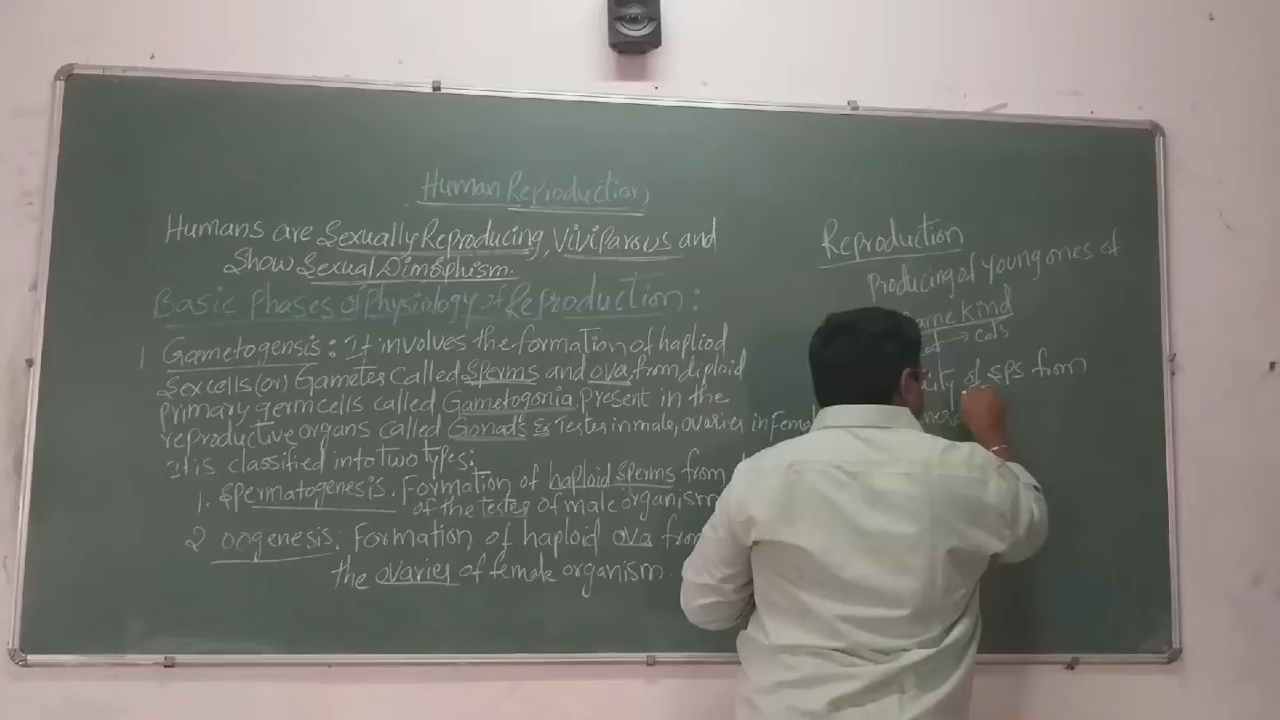 Human Reproduction
Humans are Sexually Reproducing, Viviparous and
Show Sexual Dimorphism.
Basic Phases of Physiology of Reproduction:
1 Gametogensis: It involves the formation of hapliod
Sex cells (or) Gametes called Sperms and ova from diploid
primary germ cells called Gametogonia, present in the
reproductive organs called Gonads Ex Testes in male, ovaries in Fema
It is classified into Two Types:
1. Spermatogenesis. Formation of haploid sperms from
of the testes of male organism
2 oogenesis: Formation of haploid ova from
the ovaries of female organism.
Reproduction
Producing of Young ones of
Same kind
→ cats
of sps from